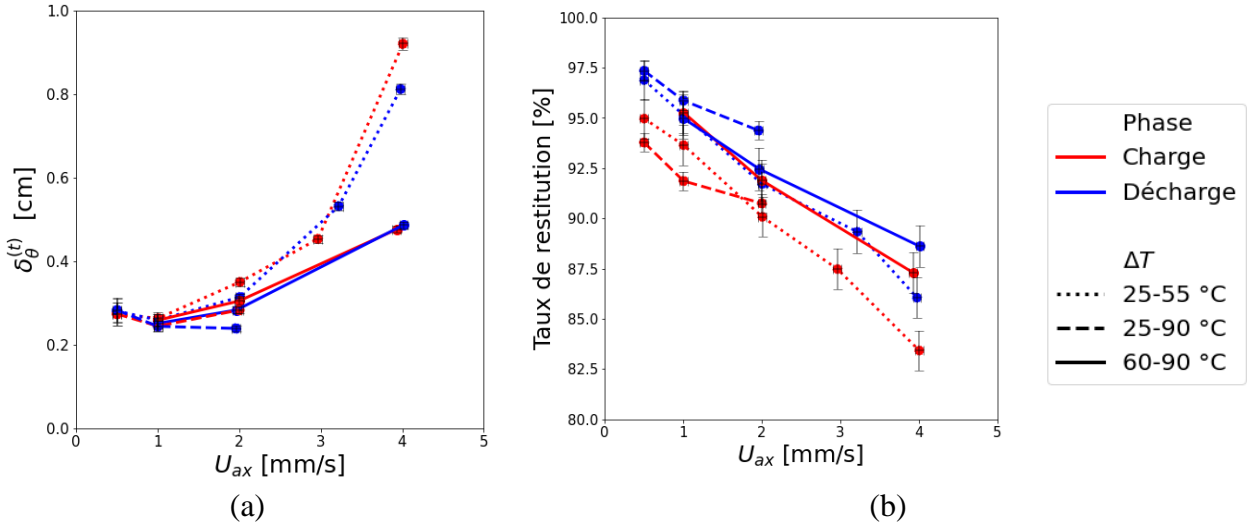 1.0
0.8
0.6
0.4
0.2
0.0
δθ(t) [cm]
0 1 2 3 4 5
Uax [mm/s]
(a)
100.0
97.5
95.0
92.5
90.0
87.5
85.0
82.5
80.0
Taux de restitution [%]
0 1 2 3 4 5
Uax [mm/s]
(b)
Phase
Charge
Décharge
ΔT
25-55 °C
25-90 °C
60-90 °C